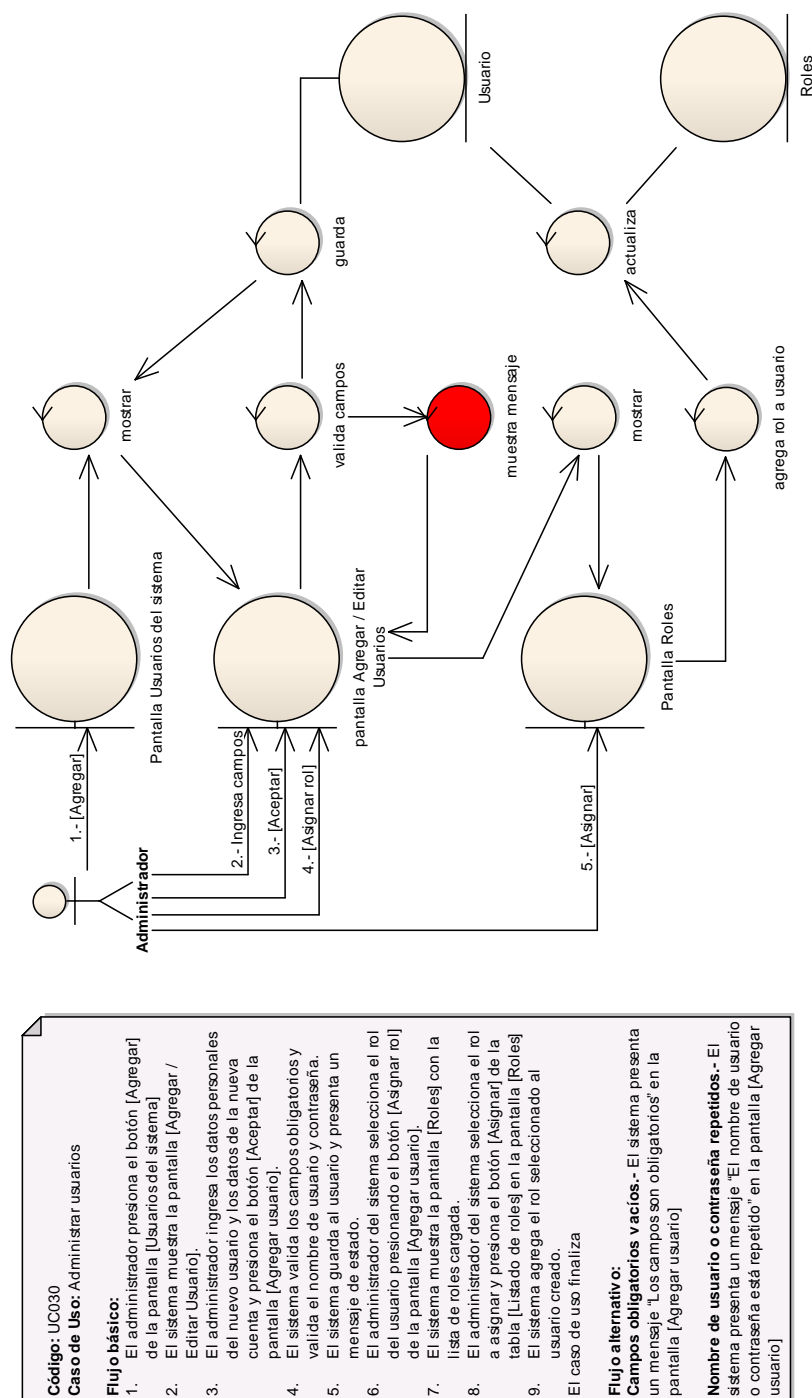 Código: UC030
Caso de Uso: Administrar usuarios
Flujo básico:
1. El administrador presiona el botón [Agregar]
de la pantalla [Usuarios del sistema]
2. El sistema muestra la pantalla [Agregar /
Editar Usuario].
3. El administrador ingresa los datos personales
del nuevo usuario y los datos de la nueva
cuenta y presiona el botón [Aceptar] de la
pantalla [Agregar usuario].
4. El sistema valida los campos obligatorios y
valida el nombre de usuario y contraseña.
5. El sistema guarda al usuario y presenta un
mensaje de estado.
6. El administrador del sistema selecciona el rol
del usuario presionando el botón [Asignar rol]
de la pantalla [Agregar usuario].
7. El sistema muestra la pantalla [Roles] con la
lista de roles cargada.
8. El administrador del sistema selecciona el rol
a asignar y presiona el botón [Asignar] de la
tabla [Listado de roles] en la pantalla [Roles]
9. El sistema agrega el rol seleccionado al
usuario creado.
El caso de uso finaliza
Flujo alternativo:
Campos obligatorios vacíos.- El sistema presenta
un mensaje “Los campos son obligatorios” en la
pantalla [Agregar usuario]
Nombre de usuario o contraseña repetidos.- El
sistema presenta un mensaje “El nombre de usuario
o contraseña está repetido” en la pantalla [Agregar
usuario]
Administrador
1.- [Agregar]
2.- Ingresa campos
3.- [Aceptar]
4.- [Asignar rol]
5.- [Asignar]
Pantalla Usuarios del sistema
pantalla Agregar / Editar
Usuarios
Pantalla Roles
mostrar
valida campos
muestra mensaje
mostrar
agrega rol a usuario
guarda
actualiza
Usuario
Roles